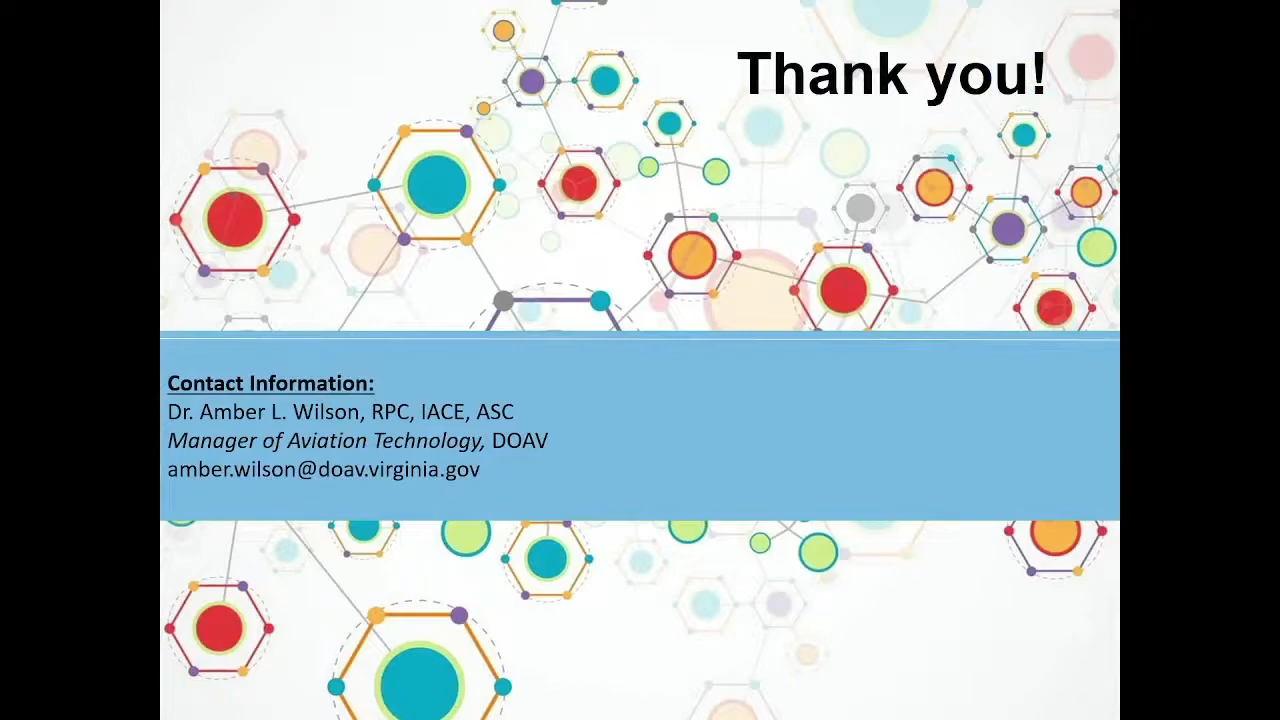 Thank you!
Contact Information:
Dr. Amber L. Wilson, RPC, IACE, ASC
Manager of Aviation Technology, DOAV
amber.wilson@doav.virginia.gov